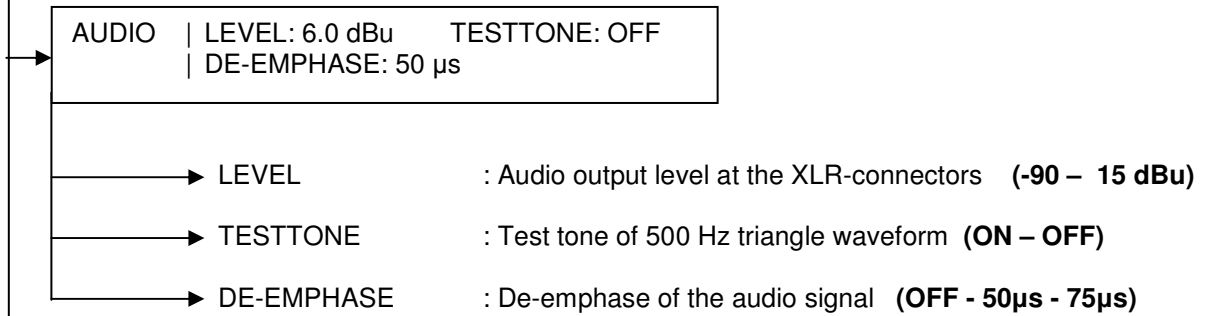 AUDIO | LEVEL: 6.0 dBu TESTTONE: OFF
| DE-EMPHASE: 50 µs
LEVEL : Audio output level at the XLR-connectors (-90 – 15 dBu)
TESTTONE : Test tone of 500 Hz triangle waveform (ON – OFF)
DE-EMPHASE : De-emphase of the audio signal (OFF - 50µs - 75µs)